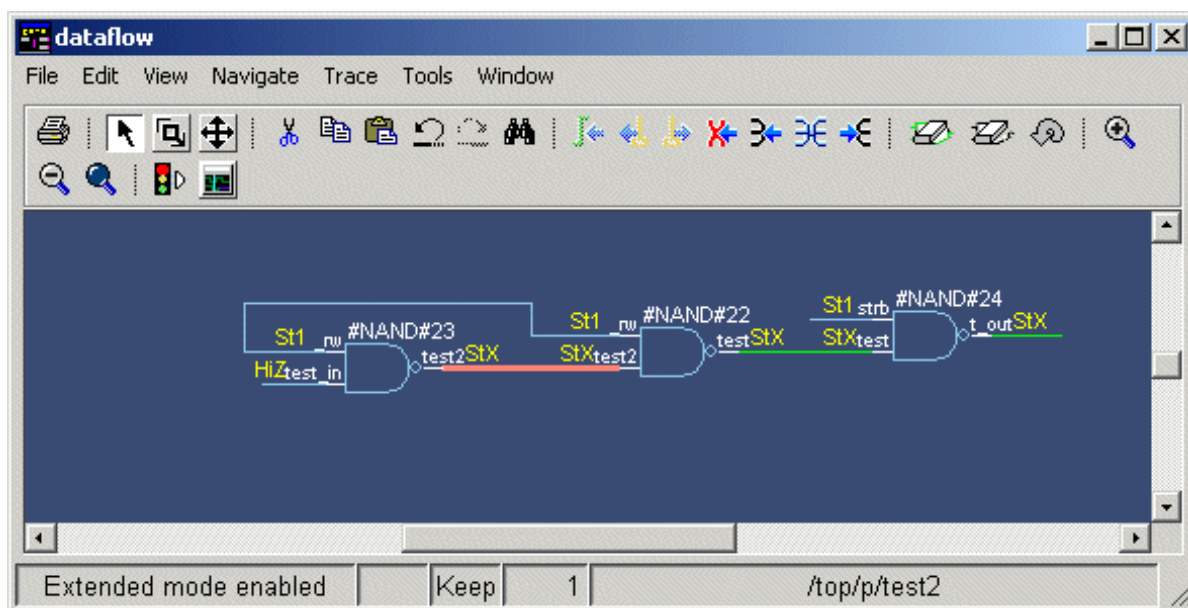 dataflow
File Edit View Navigate Trace Tools Window
St1 _rw #NAND#23
HiZ test_in
test2 StX
St1 _rw #NAND#22
StX test2
test StX
St1 strb #NAND#24
StX test
t_out StX
Extended mode enabled Keep 1 /top/p/test2